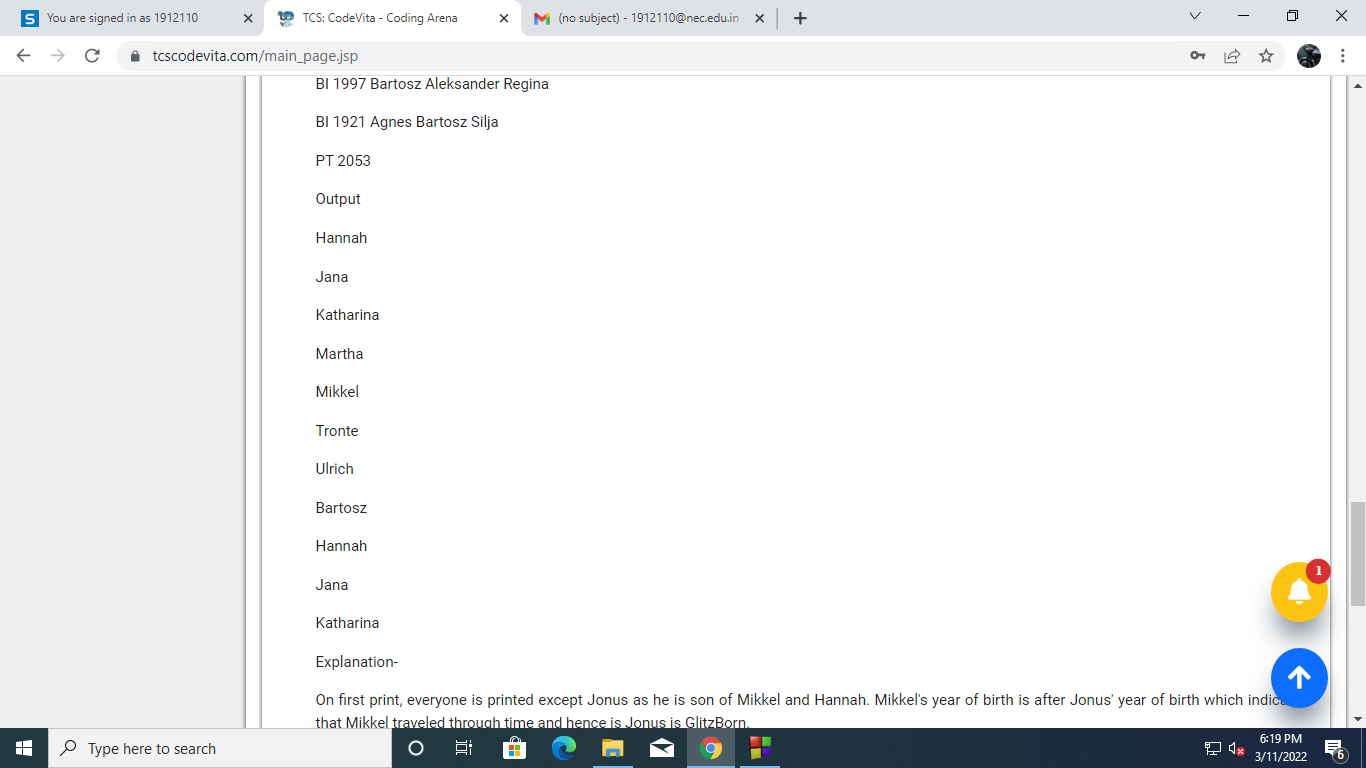 You are signed in as 1912110
TCS: CodeVita - Coding Arena
(no subject) - 1912110@nec.edu.in -
tcscodevita.com/main_page.jsp
BI 1997 Bartosz Aleksander Regina
BI 1921 Agnes Bartosz Silja
PT 2053
Output
Hannah
Jana
Katharina
Martha
Mikkel
Tronte
Ulrich
Bartosz
Hannah
Jana
Katharina
Explanation-
On first print, everyone is printed except Jonus as he is son of Mikkel and Hannah. Mikkel's year of birth is after Jonus' year of birth which indic
that Mikkel traveled through time and hence is Jonus is GlitzBorn.
1
Type here to search
6:19 PM
3/11/2022
6